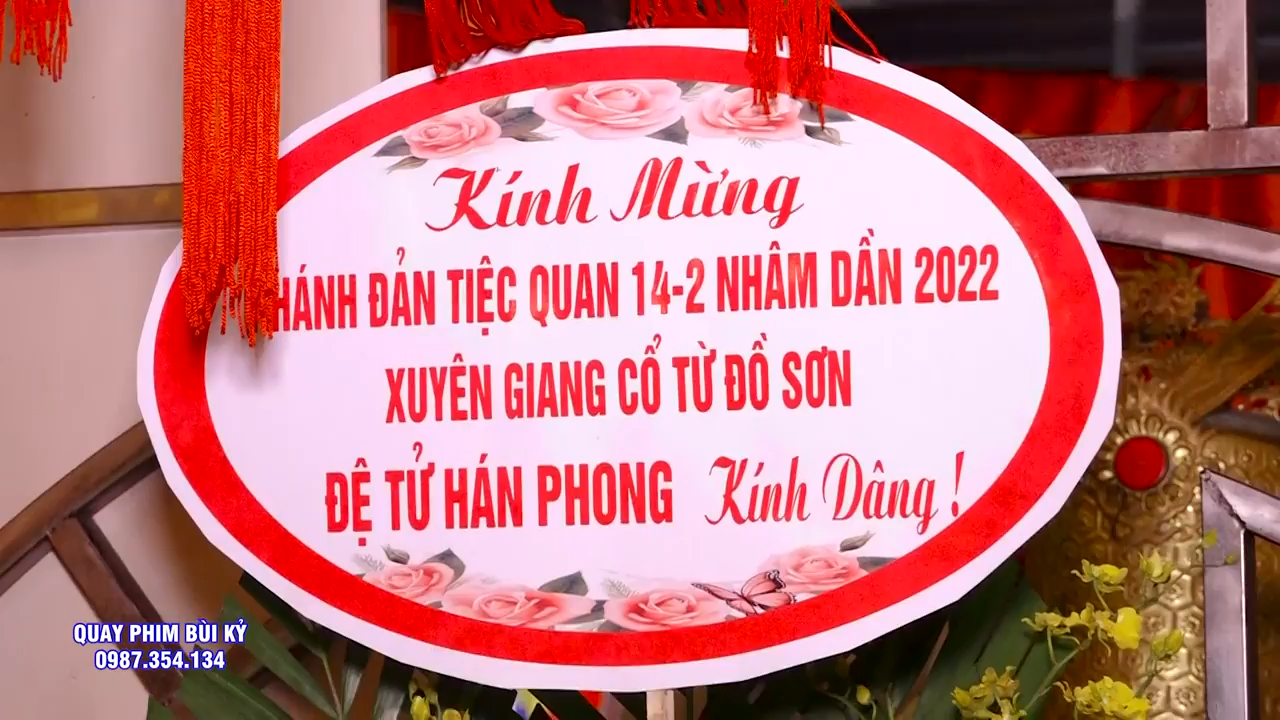 Kính Mừng
HÁNH ĐẢN TIỆC QUAN 14-2 NHÂM DẦN 2022
XUYÊN GIANG CỔ TỪ ĐỒ SƠN
ĐỆ TỬ HÁN PHONG Kính Dâng !
QUAY PHIM BÙI KỶ
0987.354.134